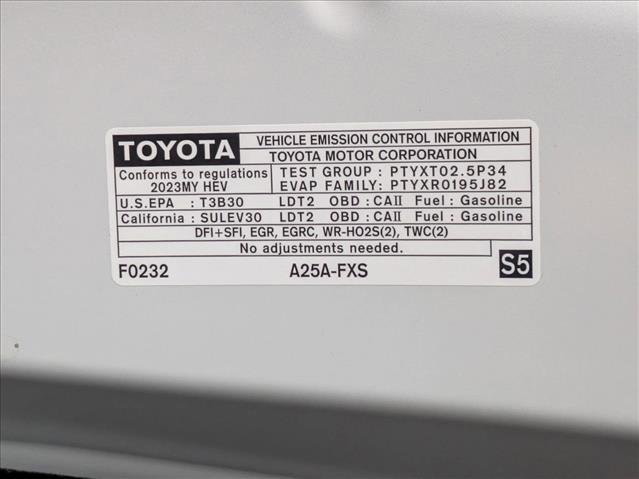 TOYOTA
VEHICLE EMISSION CONTROL INFORMATION
TOYOTA MOTOR CORPORATION
Conforms to regulations
2023MY HEV
TEST GROUP : PTYXT02.5P34
EVAP FAMILY: PTYXR0195J82
U.S.EPA : T3B30 LDT2 OBD : CAII Fuel : Gasoline
California : SULEV30 LDT2 OBD : CAII Fuel : Gasoline
DFI+SFI, EGR, EGRC, WR-HO2S(2), TWC(2)
No adjustments needed.
F0232 A25A-FXS S5